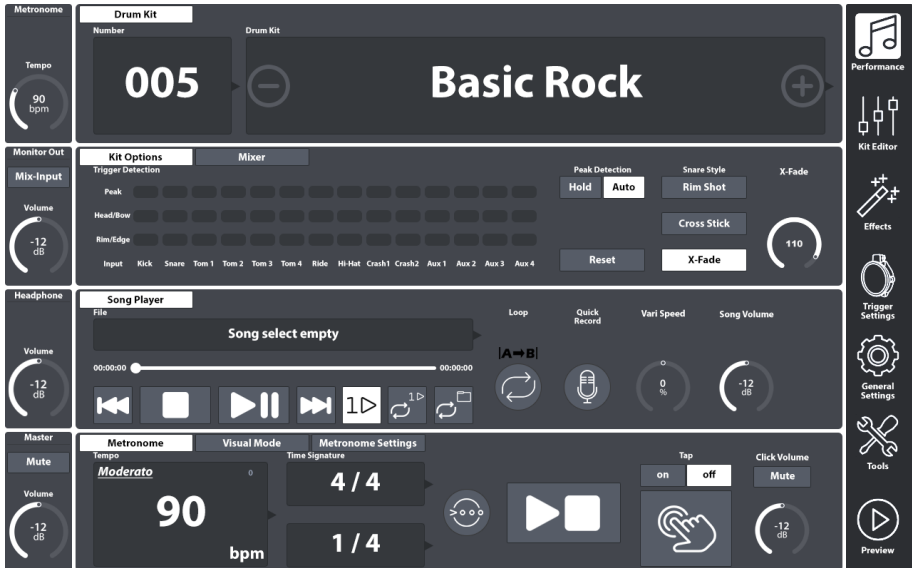 Metronome
Tempo
90
bpm
Drum Kit
Number
005
Drum Kit
Basic Rock
Monitor Out
Mix-Input
Volume
-12
dB
Kit Options
Mixer
Trigger Detection
Peak
Head/Bow
Rim/Edge
Input Kick Snare Tom 1 Tom 2 Tom 3 Tom 4 Ride Hi-Hat Crash1 Crash2 Aux 1 Aux 2 Aux 3 Aux 4
Peak Detection
Hold Auto
Reset
Snare Style
Rim Shot
Cross Stick
X-Fade
X-Fade
110
Headphone
Volume
-12
dB
Song Player
File
Song select empty
00:00:00 00:00:00
1
1
Loop
|A➡B|
Quick
Record
Vari Speed
0
%
Song Volume
-12
dB
Master
Mute
Volume
-12
dB
Metronome
Visual Mode
Metronome Settings
Tempo
Moderato
0
90
bpm
Time Signature
4 / 4
1 / 4
Tap
on off
Click Volume
Mute
-12
dB
Performance
Kit Editor
Effects
Trigger
Settings
General
Settings
Tools
Preview